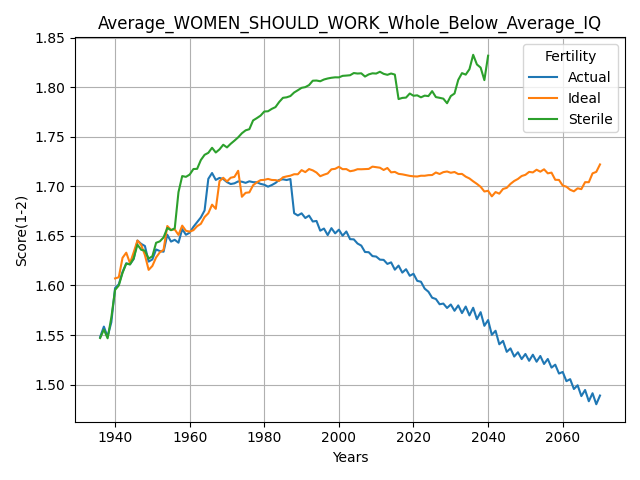 Average_WOMEN_SHOULD_WORK_Whole_Below_Average_IQ
1.85
1.80
1.75
1.70
1.65
1.60
1.55
1.50
Score(1-2)
Fertility
Actual
Ideal
Sterile
1940 1960 1980 2000 2020 2040 2060
Years